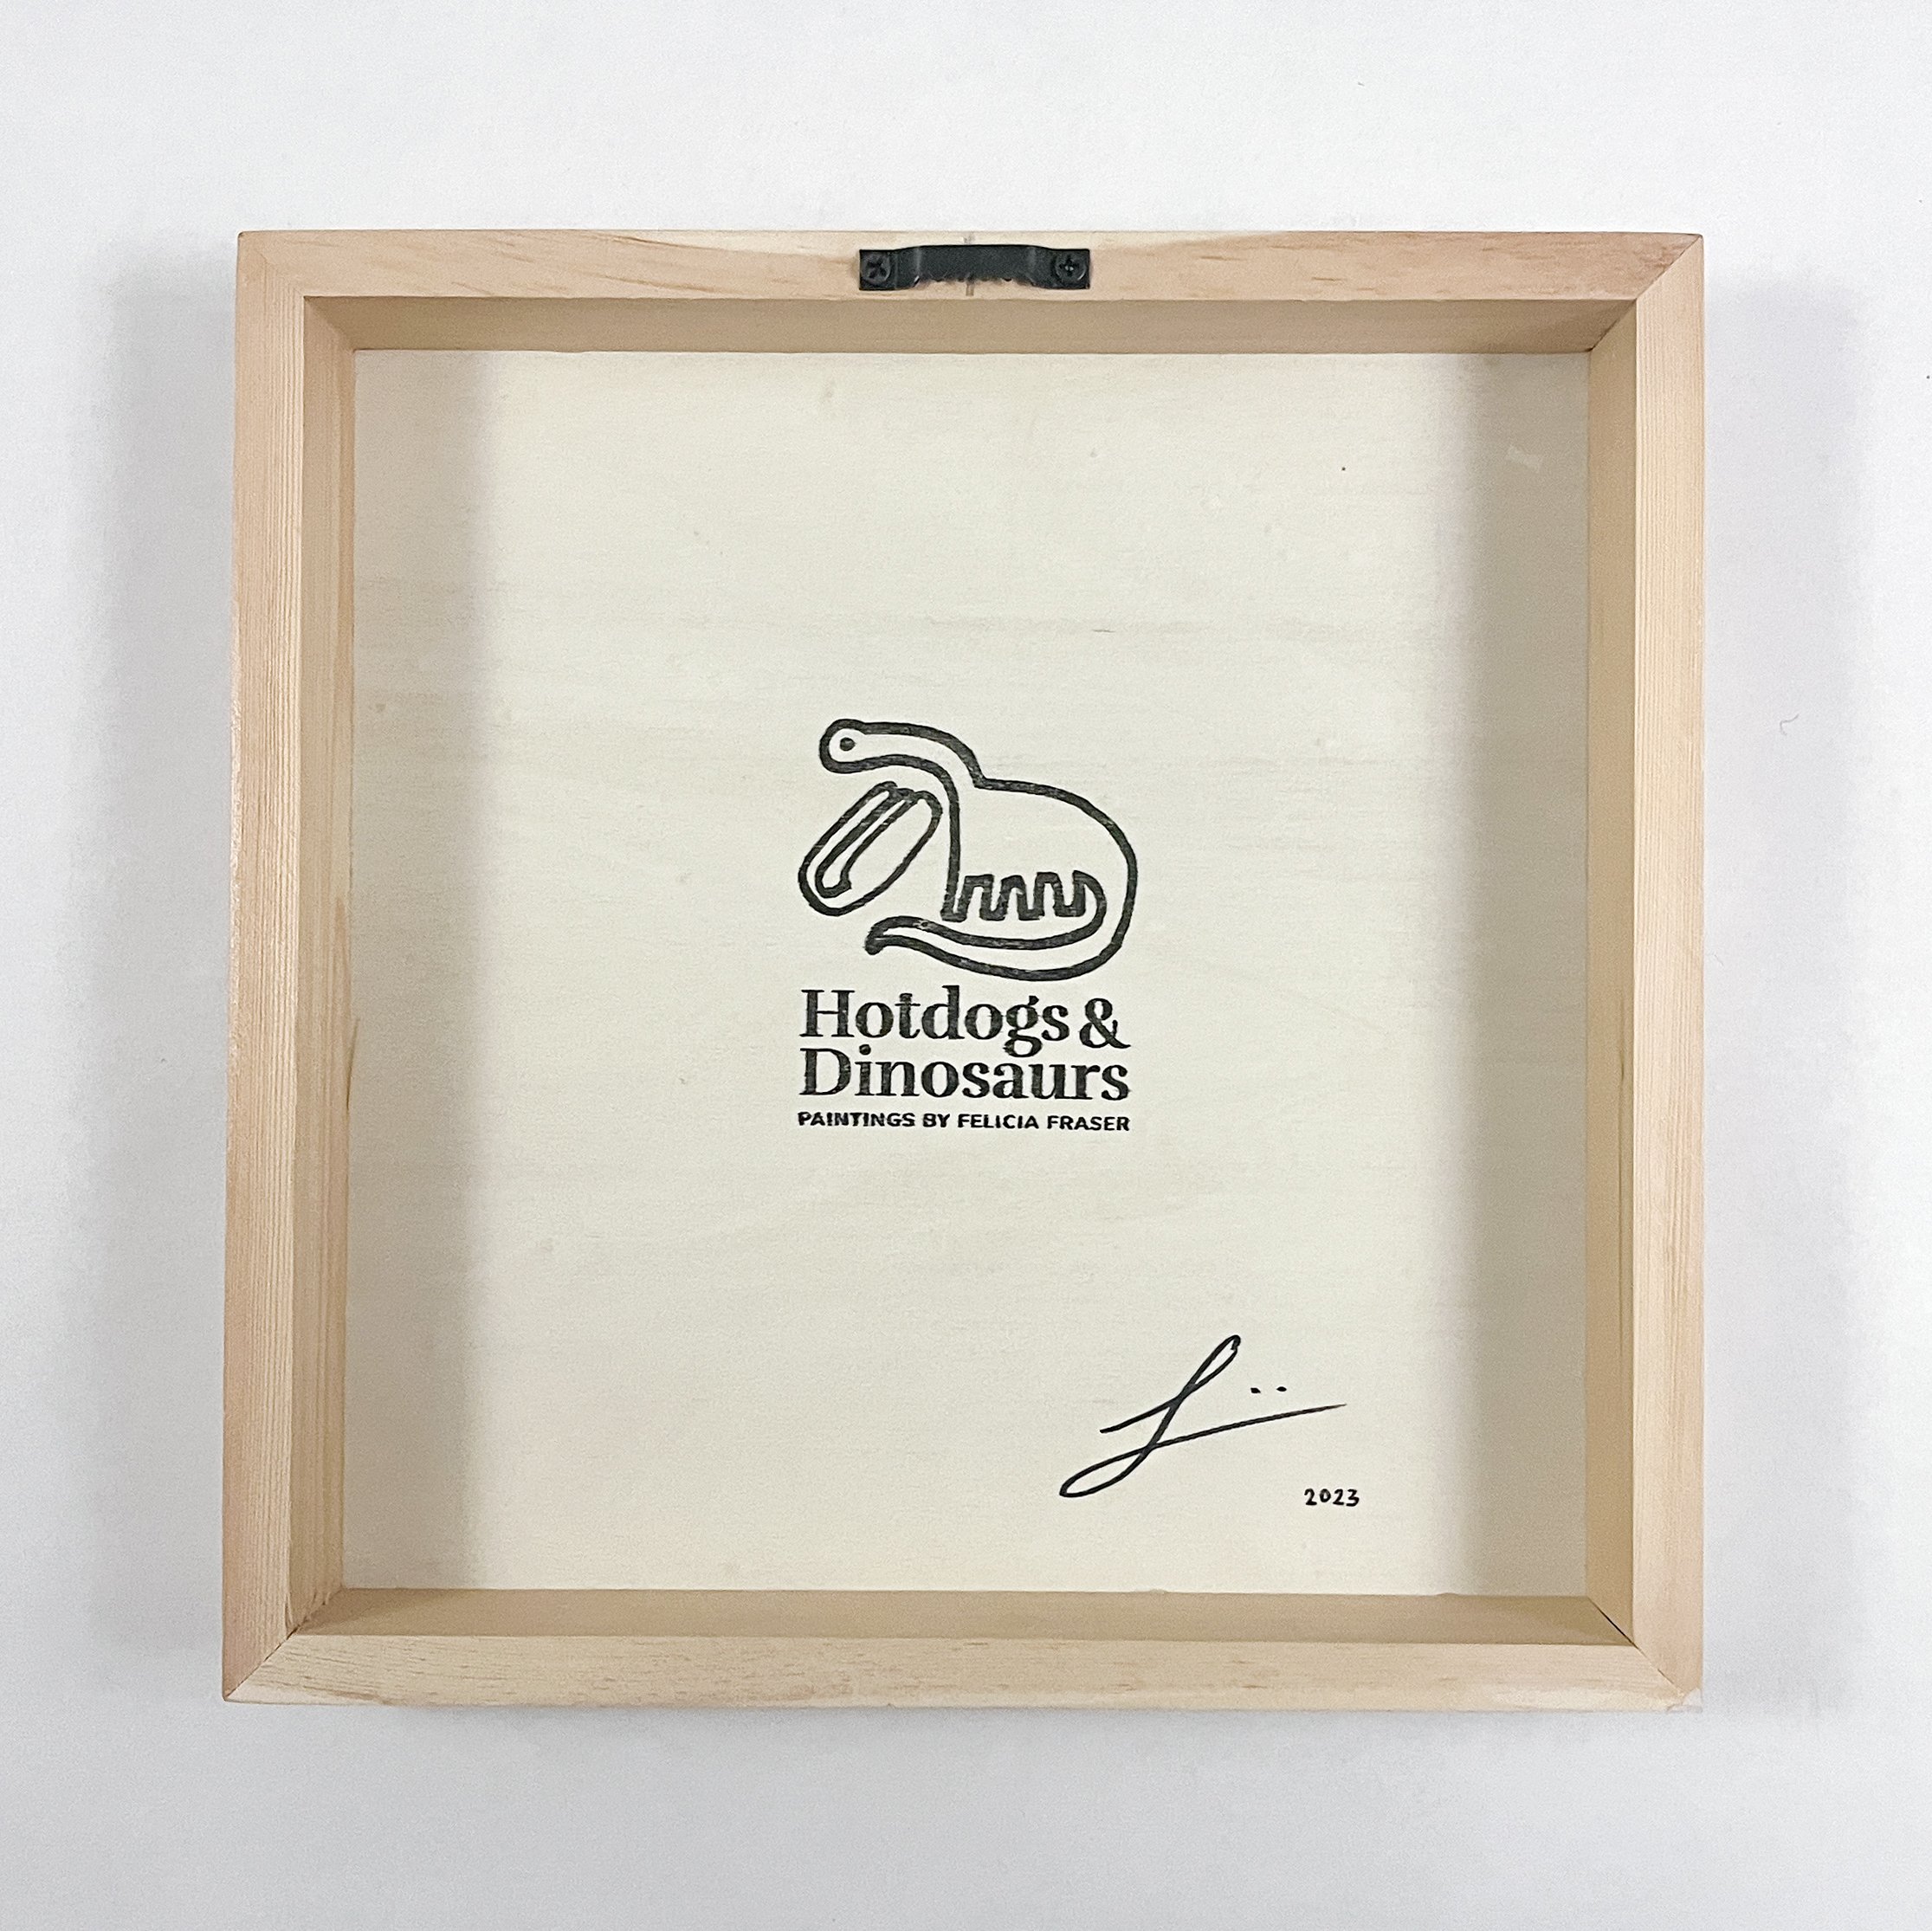 Hotdogs &
Dinosaurs
PAINTINGS BY FELICIA FRASER
2023